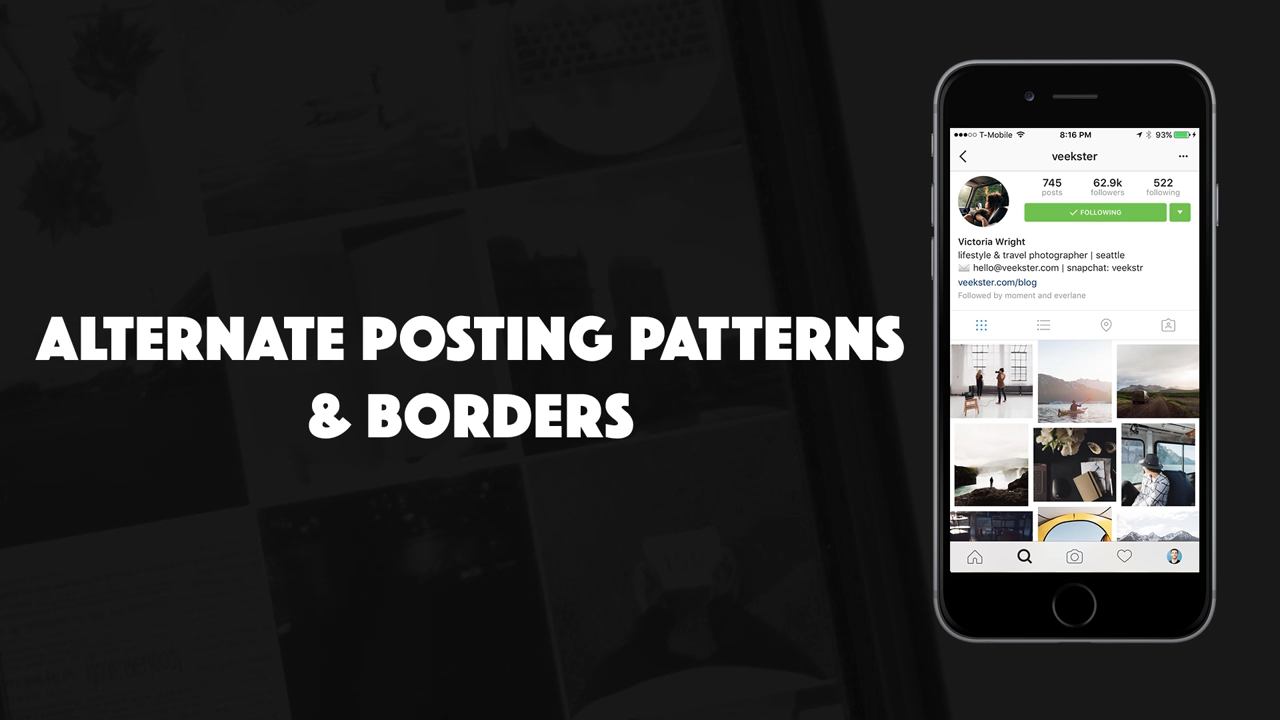 ALTERNATE POSTING PATTERNS
& BORDERS
T-Mobile 8:16 PM 93%
veekster
745 62.9k 522
posts followers following
FOLLOWING
Victoria Wright
lifestyle & travel photographer | seattle
hello@veekster.com | snapchat: veekstr
veekster.com/blog
Followed by moment and everlane